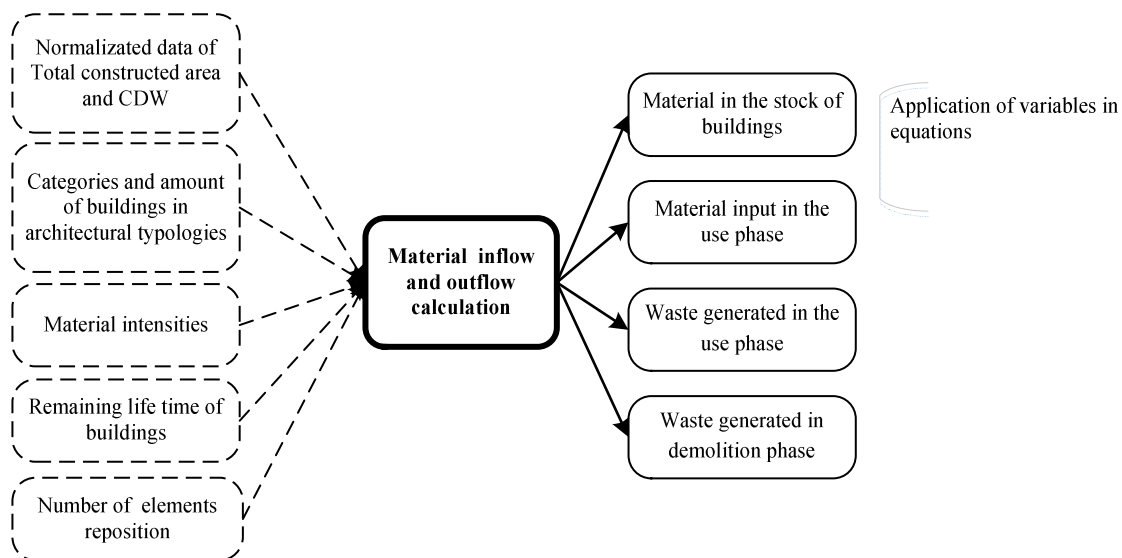 Normalizated data of
Total constructed area
and CDW
Categories and amount
of buildings in
architectural typologies
Material intensities
Remaining life time of
buildings
Number of elements
reposition
Material inflow
and outflow
calculation
Material in the stock of
buildings
Material input in the
use phase
Waste generated in the
use phase
Waste generated in
demolition phase
Application of variables in
equations